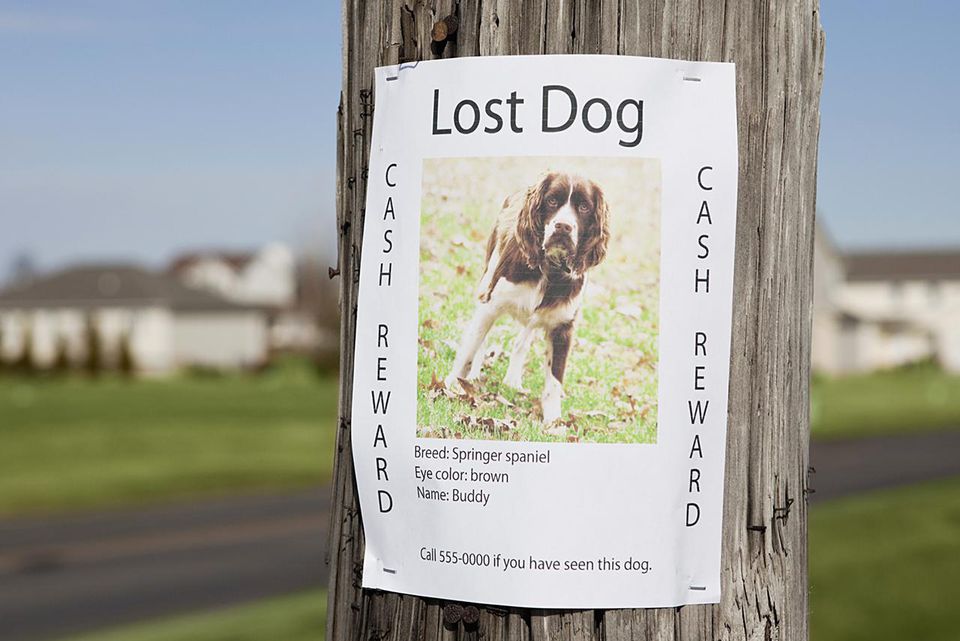 Lost Dog
CASH REWARD
CASH REWARD
Breed: Springer spaniel
Eye color: brown
Name: Buddy
Call 555-0000 if you have seen this dog.